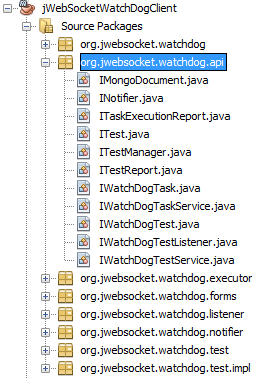 jWebSocketWatchDogClient
Source Packages
org.jwebsocket.watchdog
org.jwebsocket.watchdog.api
IMongoDocument.java
INotifier.java
ITaskExecutionReport.java
ITest.java
ITestManager.java
ITestReport.java
IWatchDogTask.java
IWatchDogTaskService.java
IWatchDogTest.java
IWatchDogTestListener.java
IWatchDogTestService.java
org.jwebsocket.watchdog.executor
org.jwebsocket.watchdog.forms
org.jwebsocket.watchdog.listener
org.jwebsocket.watchdog.notifier
org.jwebsocket.watchdog.test
org.jwebsocket.watchdog.test.impl